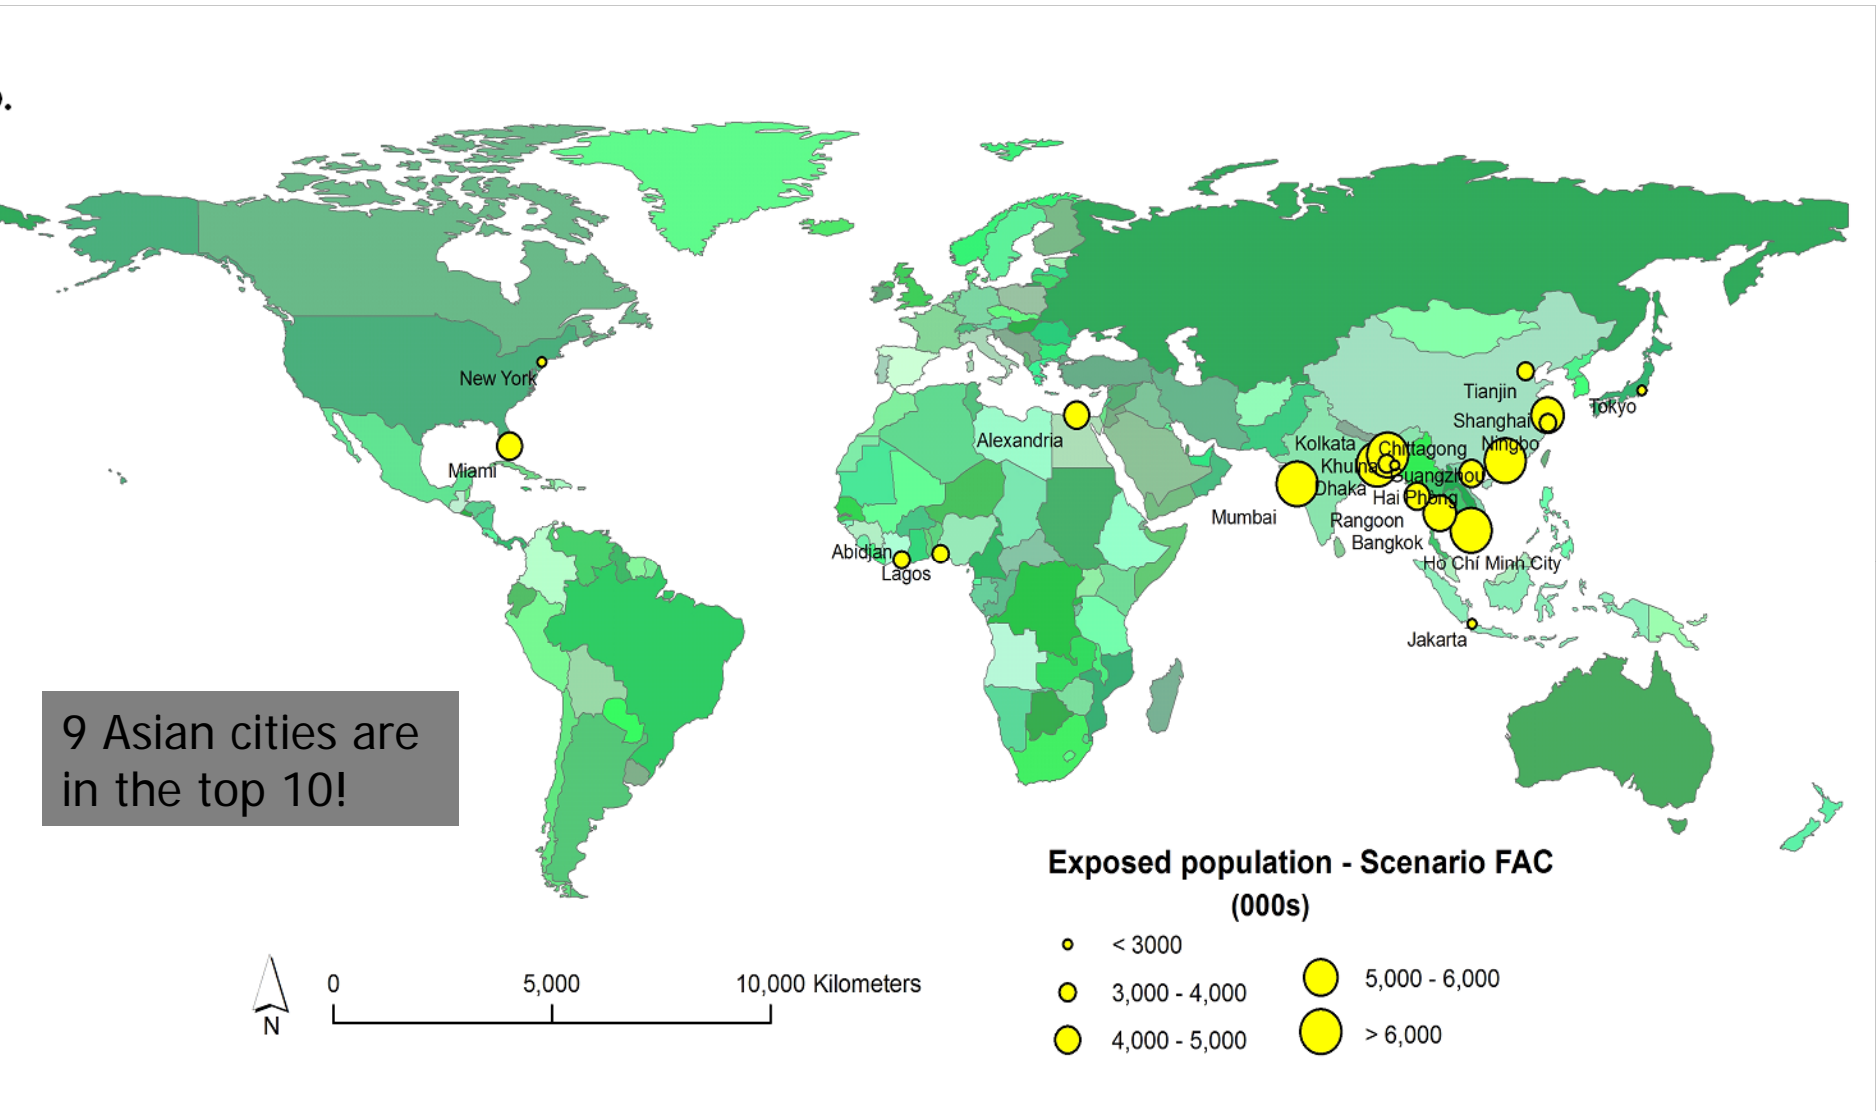 .
New York
Miami
Alexandria
Abidjan
Lagos
Tianjin
Tokyo
Shanghai
Ningbo
Kolkata
Chittagong
Khulna
Guangzhou
Dhaka
Hai Phòng
Mumbai
Rangoon
Bangkok
Ho Chí Minh City
Jakarta
9 Asian cities are
in the top 10!
Exposed population - Scenario FAC
(000s)
< 3000
3,000 - 4,000
4,000 - 5,000
5,000 - 6,000
> 6,000
0 5,000 10,000 Kilometers
N